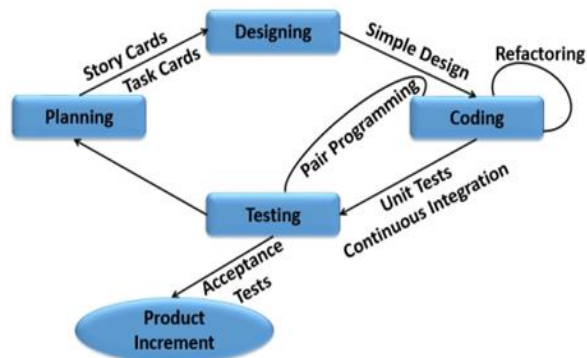 Designing
Story Cards
Task Cards
Simple Design
Refactoring
Planning
Pair Programming
Coding
Testing
Unit Tests
Continuous Integration
Acceptance
Tests
Product
Increment